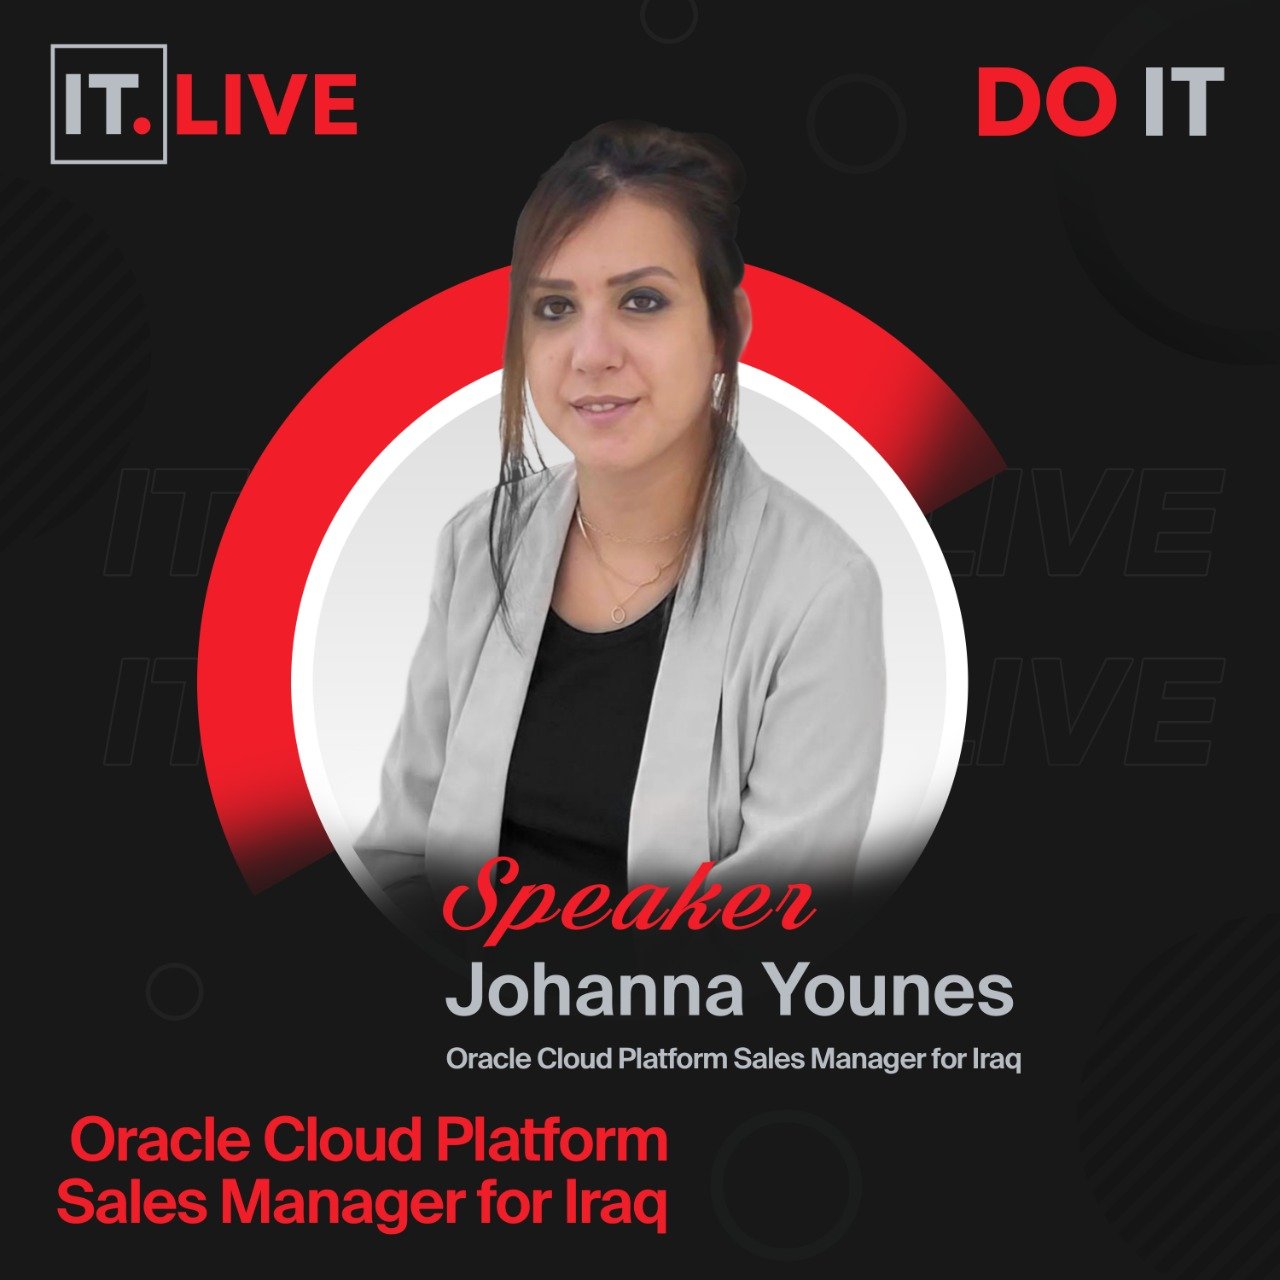 IT.LIVE
DO IT
IT.LIVE
IT.LIVE
Speaker
Johanna Younes
Oracle Cloud Platform Sales Manager for Iraq
Oracle Cloud Platform
Sales Manager for Iraq